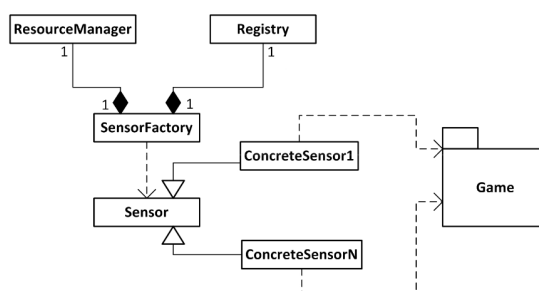 ResourceManager
Registry
1
1
1
1
SensorFactory
ConcreteSensor1
Game
Sensor
ConcreteSensorN